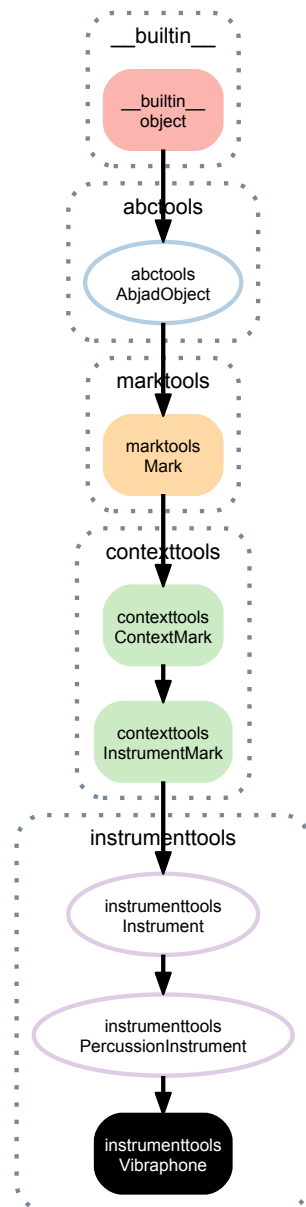 __builtin__
__builtin__
object
abctools
abctools
AbjadObject
marktools
marktools
Mark
contexttools
contexttools
ContextMark
contexttools
InstrumentMark
instrumenttools
instrumenttools
Instrument
instrumenttools
PercussionInstrument
instrumenttools
Vibraphone